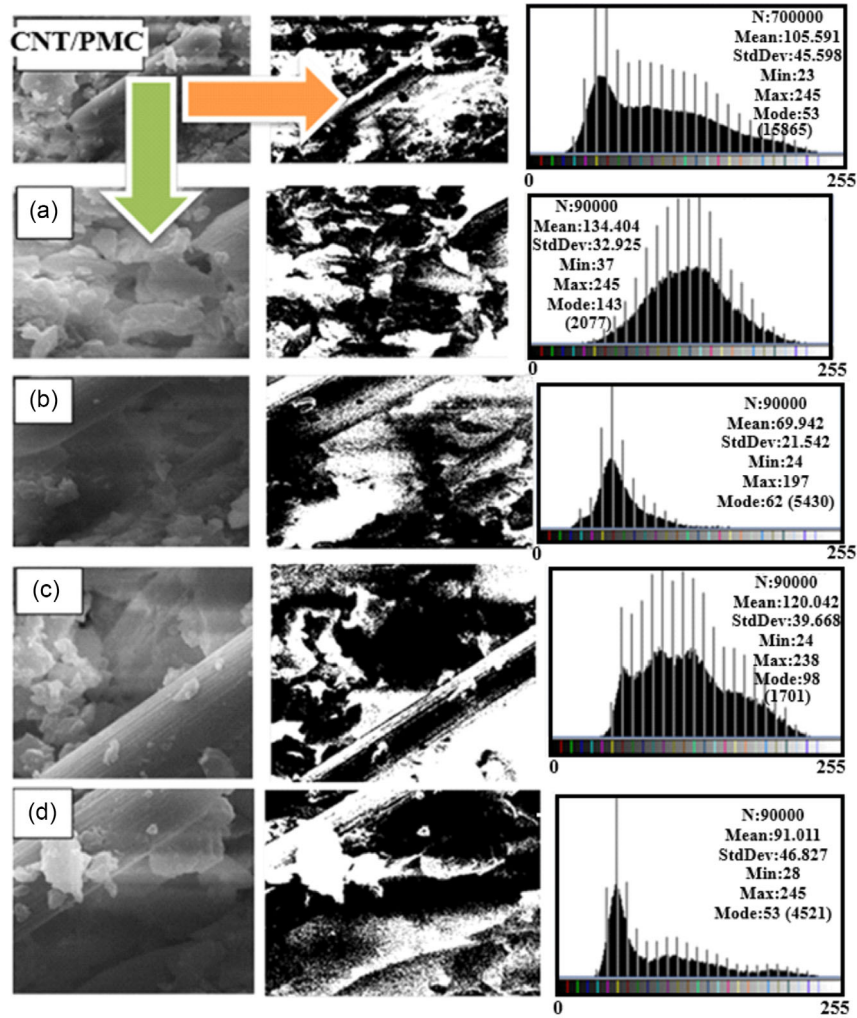 CNT/PMC
N:700000
Mean:105.591
StdDev:45.598
Min:23
Max:245
Mode:53
(15865)
0
255
(a)
N:90000
Mean:134.404
StdDev:32.925
Min:37
Max:245
Mode:143
(2077)
0
255
(b)
N:90000
Mean:69.942
StdDev:21.542
Min:24
Max:197
Mode:62 (5430)
0
255
(c)
N:90000
Mean:120.042
StdDev:39.668
Min:24
Max:238
Mode:98
(1701)
0
255
(d)
N:90000
Mean:91.011
StdDev:46.827
Min:28
Max:245
Mode:53 (4521)
0
255